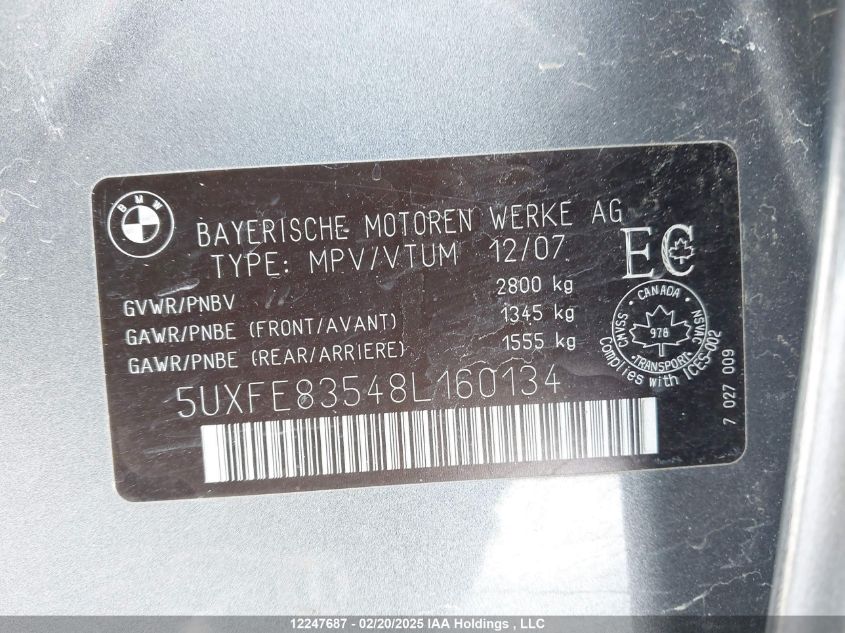 BMW
BAYERISCHE MOTOREN WERKE AG
TYPE: MPV/VTUM 12/07
EC
GVWR/PNBV 2800 kg
GAWR/PNBE (FRONT/AVANT) 1345 kg
GAWR/PNBE (REAR/ARRIERE) 1555 kg
CANADA
CMVSS NSVAC
978
TRANSPORT
Complies with ICES-002
7 027 009
5UXFE83548L160134
12247687 - 02/20/2025 IAA Holdings , LLC